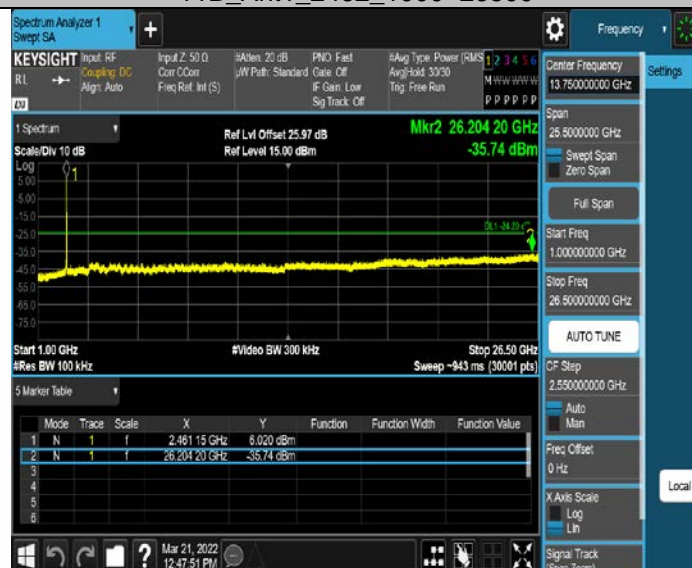 Spectrum Analyzer 1
Swept SA
+
Frequency
KEYSIGHT
RL
Input: RF
Coupling: DC
Align: Auto
Input Z: 50 Ω
Corr CCorr
Freq Ref: Int (S)
#Atten: 20 dB
µW Path: Standard
PNO: Fast
Gate: Off
IF Gain: Low
Sig Track: Off
#Avg Type: Power (RMS
Avg|Hold: 30/30
Trig: Free Run
1 2 3 4 5 6
M W W W W W
P P P P P P
Center Frequency
13.750000000 GHz
Settings
Span
25.5000000 GHz
Swept Span
Zero Span
Full Span
Start Freq
1.000000000 GHz
Stop Freq
26.500000000 GHz
AUTO TUNE
CF Step
2.550000000 GHz
Auto
Man
Freq Offset
0 Hz
X Axis Scale
Log
Lin
Local
Signal Track
(Span Zoom)
1 Spectrum
Scale/Div 10 dB
Log
Ref Lvl Offset 25.97 dB
Ref Level 15.00 dBm
Mkr2 26.204 20 GHz
-35.74 dBm
1
5.00
-5.00
-15.0
-25.0
-35.0
-45.0
-55.0
-65.0
-75.0
DL1 -24.20
Start 1.00 GHz
#Res BW 100 kHz
#Video BW 300 kHz
Stop 26.50 GHz
Sweep ~943 ms (30001 pts)
5 Marker Table
Mode Trace Scale X Y Function Function Width Function Value
1 N 1 f 2.461 15 GHz 6.020 dBm
2 N 1 f 26.204 20 GHz -35.74 dBm
3
4
5
6
?
Mar 21, 2022
12:47:51 PM